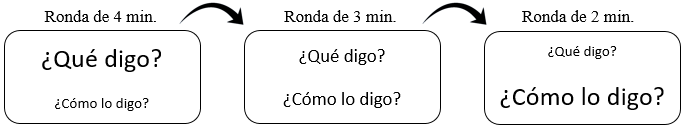 Ronda de 4 min.
¿Qué digo?
¿Cómo lo digo?
Ronda de 3 min.
¿Qué digo?
¿Cómo lo digo?
Ronda de 2 min.
¿Qué digo?
¿Cómo lo digo?